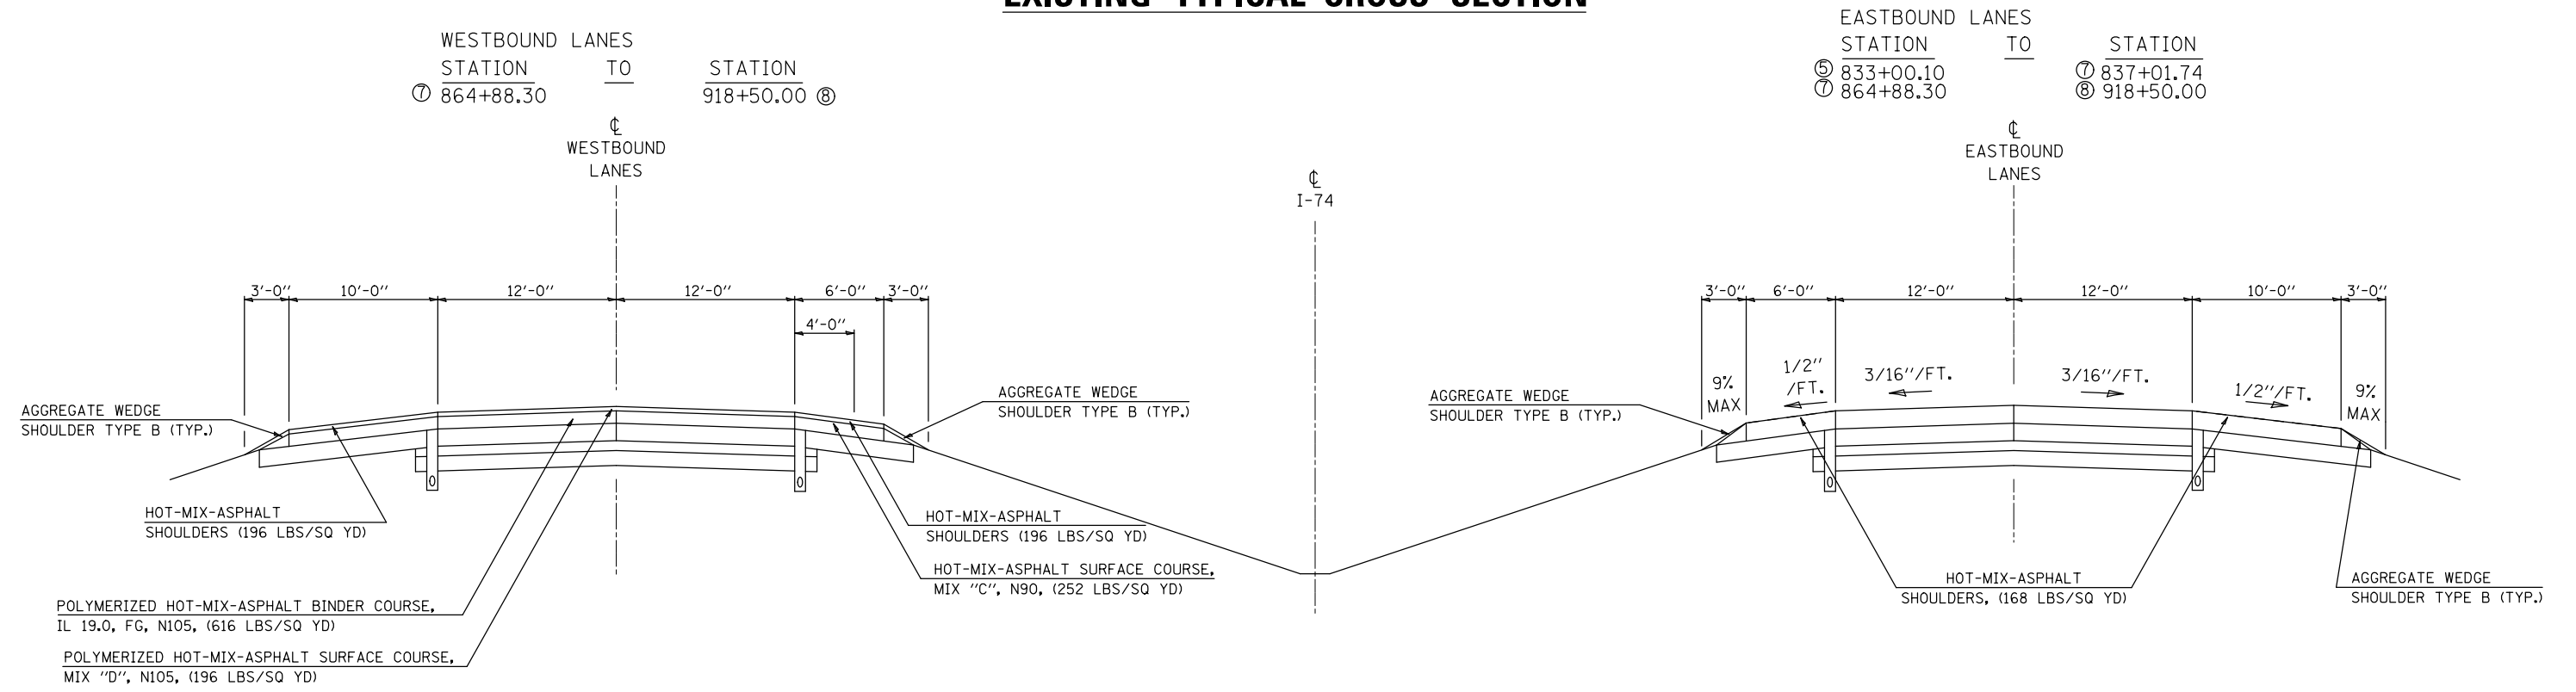 EXISTING TYPICAL CROSS SECTION
WESTBOUND LANES
STATION TO STATION
⑦ 864+88.30 918+50.00 ⑧
EASTBOUND LANES
STATION TO STATION
⑤ 833+00.10 ⑦ 837+01.74
⑦ 864+88.30 ⑧ 918+50.00
℄
WESTBOUND
LANES
℄
I-74
℄
EASTBOUND
LANES
3'-0" 10'-0" 12'-0" 12'-0" 6'-0" 3'-0"
4'-0"
3'-0" 6'-0" 12'-0" 12'-0" 10'-0" 3'-0"
9%
MAX
1/2"
/FT.
3/16"/FT.
3/16"/FT.
1/2"/FT.
9%
MAX
AGGREGATE WEDGE
SHOULDER TYPE B (TYP.)
AGGREGATE WEDGE
SHOULDER TYPE B (TYP.)
AGGREGATE WEDGE
SHOULDER TYPE B (TYP.)
HOT-MIX-ASPHALT
SHOULDERS (196 LBS/SQ YD)
HOT-MIX-ASPHALT
SHOULDERS (196 LBS/SQ YD)
HOT-MIX-ASPHALT SURFACE COURSE,
MIX "C", N90, (252 LBS/SQ YD)
POLYMERIZED HOT-MIX-ASPHALT BINDER COURSE,
IL 19.0, FG, N105, (616 LBS/SQ YD)
POLYMERIZED HOT-MIX-ASPHALT SURFACE COURSE,
MIX "D", N105, (196 LBS/SQ YD)
HOT-MIX-ASPHALT
SHOULDERS, (168 LBS/SQ YD)
AGGREGATE WEDGE
SHOULDER TYPE B (TYP.)